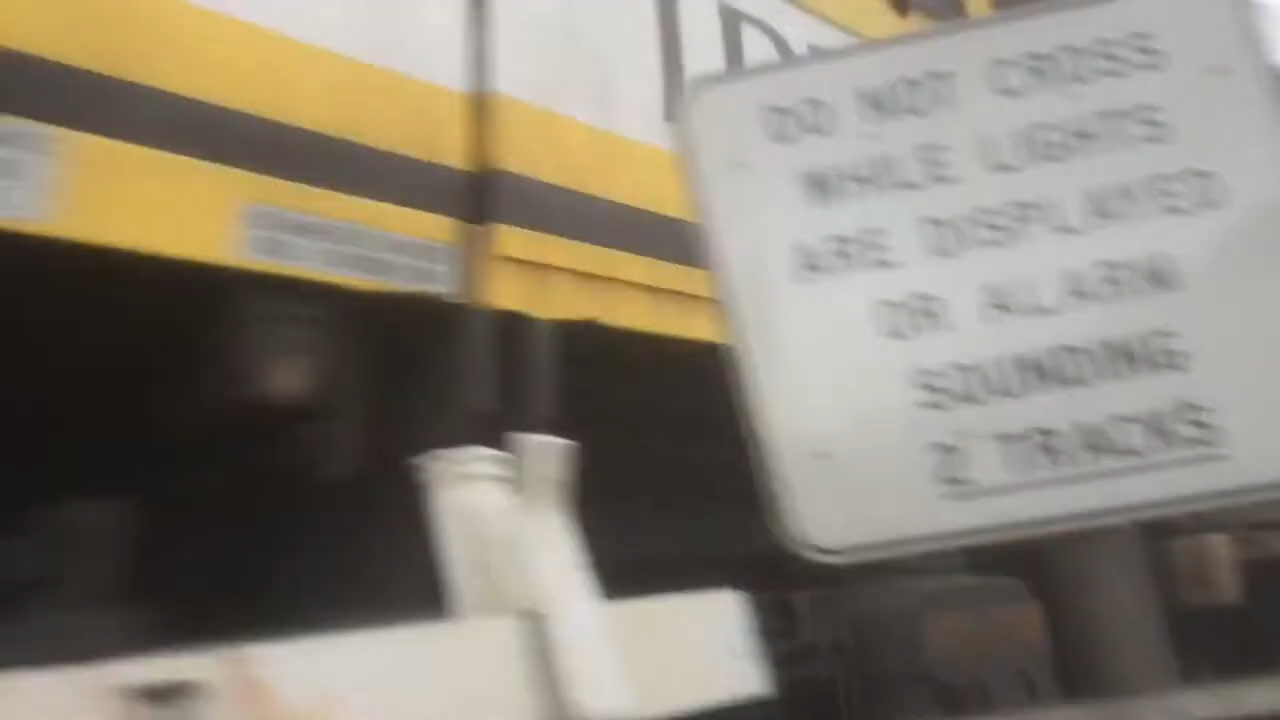 DO NOT CROSS
WHILE LIGHTS
ARE DISPLAYED
OR ALARM
SOUNDING
2 TRACKS